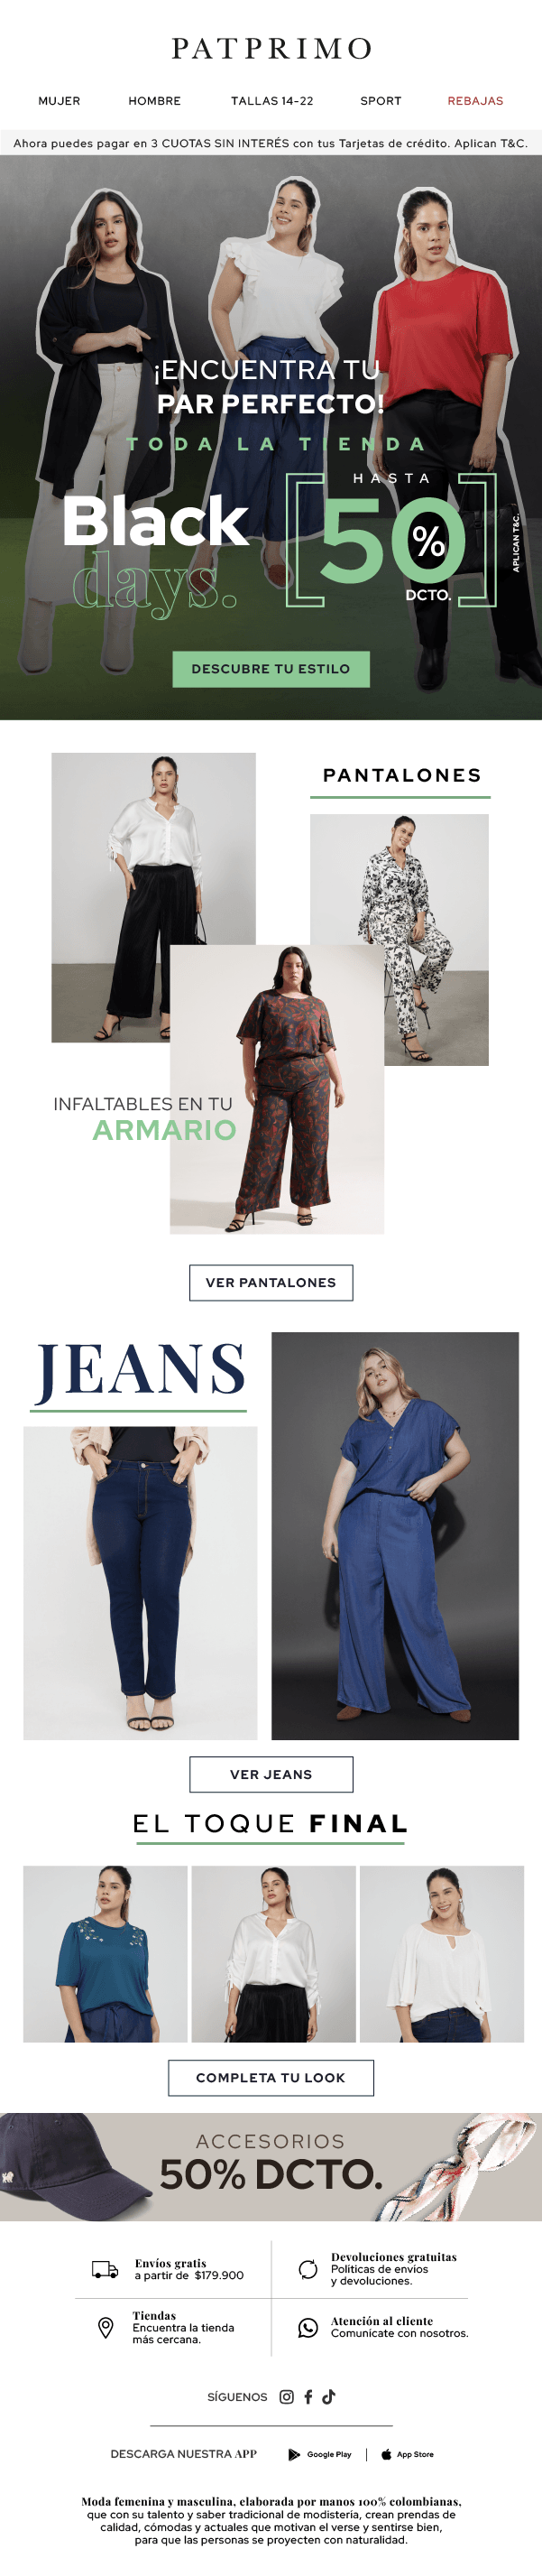 PATPRIMO
MUJER HOMBRE TALLAS 14-22 SPORT REBAJAS
Ahora puedes pagar en 3 CUOTAS SIN INTERÉS con tus Tarjetas de crédito. Aplican T&C.
¡ENCUENTRA TU
PAR PERFECTO!
TODA LA TIENDA
Black
days.
HASTA
50%
DCTO.
APLICAN T&C.
DESCUBRE TU ESTILO
PANTALONES
INFALTABLES EN TU
ARMARIO
VER PANTALONES
JEANS
VER JEANS
EL TOQUE FINAL
COMPLETA TU LOOK
ACCESORIOS
50% DCTO.
Envíos gratis
a partir de $179.900
Devoluciones gratuitas
Políticas de envíos
y devoluciones.
Tiendas
Encuentra la tienda
más cercana.
Atención al cliente
Comunícate con nosotros.
SÍGUENOS
DESCARGA NUESTRA APP
Google Play | App Store
Moda femenina y masculina, elaborada por manos 100% colombianas,
que con su talento y saber tradicional de modistería, crean prendas de
calidad, cómodas y actuales que motivan el verse y sentirse bien,
para que las personas se proyecten con naturalidad.